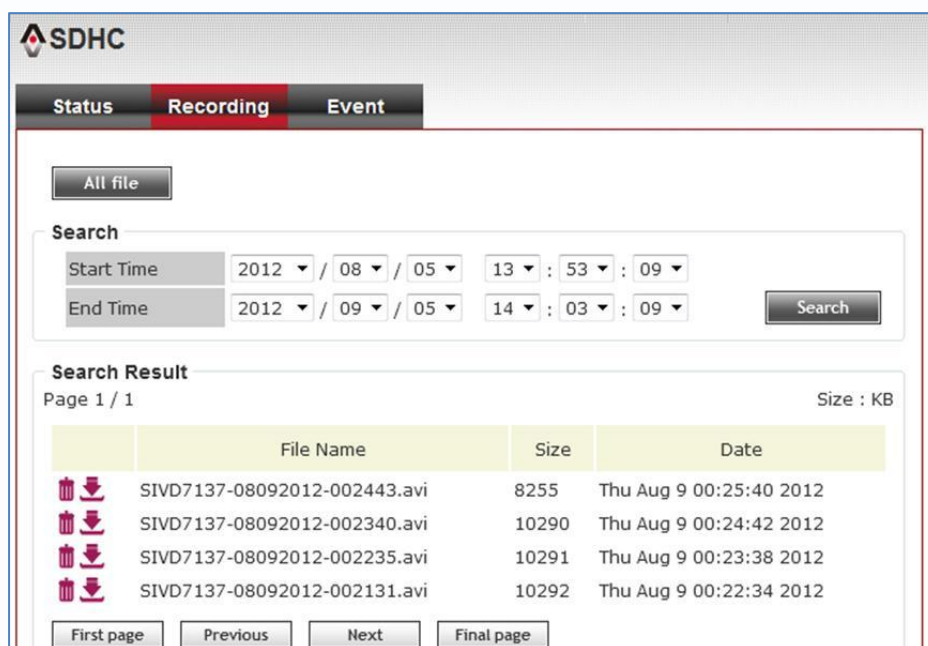 SDHC
Status Recording Event
All file
Search
Start Time 2012 / 08 / 05 13 : 53 : 09
End Time 2012 / 09 / 05 14 : 03 : 09 Search
Search Result
Page 1 / 1 Size : KB
File Name Size Date
SIVD7137-08092012-002443.avi 8255 Thu Aug 9 00:25:40 2012
SIVD7137-08092012-002340.avi 10290 Thu Aug 9 00:24:42 2012
SIVD7137-08092012-002235.avi 10291 Thu Aug 9 00:23:38 2012
SIVD7137-08092012-002131.avi 10292 Thu Aug 9 00:22:34 2012
First page Previous Next Final page